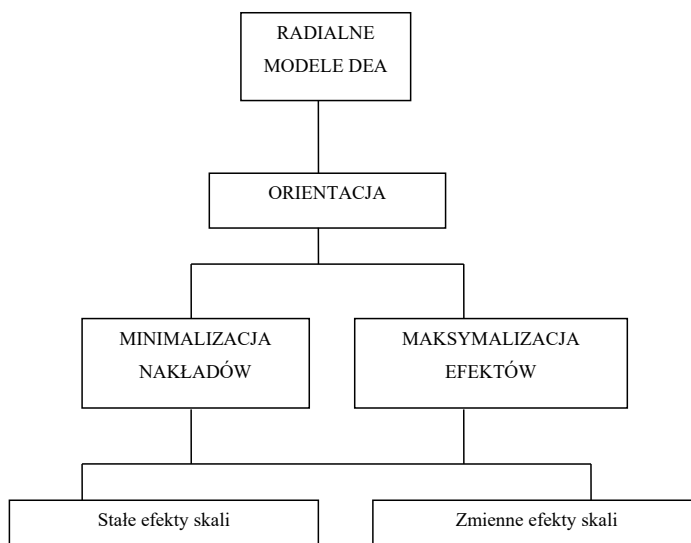 RADIALNE
MODELE DEA
ORIENTACJA
MINIMALIZACJA
NAKŁADÓW
MAKSYMALIZACJA
EFEKTÓW
Stałe efekty skali
Zmienne efekty skali